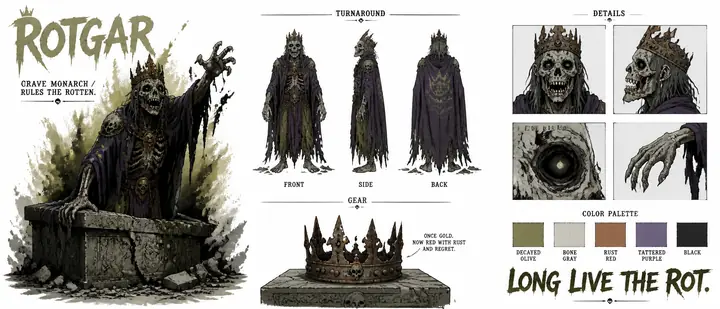 ROTGAR
GRAVE MONARCH /
RULES THE ROTTEN.
TURNAROUND
FRONT
SIDE
BACK
GEAR
ONCE GOLD.
NOW RED WITH RUST
AND REGRET.
DETAILS
COLOR PALETTE
DECAYED
OLIVE
BONE
GRAY
RUST
RED
TATTERED
PURPLE
BLACK
LONG LIVE THE ROT.